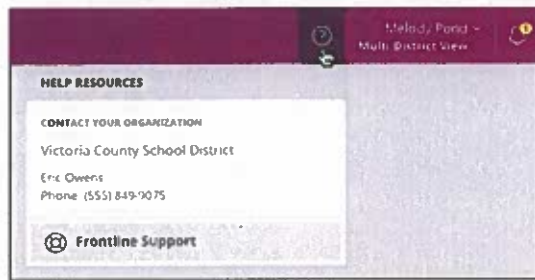 Melody Pond
Multi District View
HELP RESOURCES
CONTACT YOUR ORGANIZATION
Victoria County School District
Eric Owens
Phone (555) 849-9075
Frontline Support